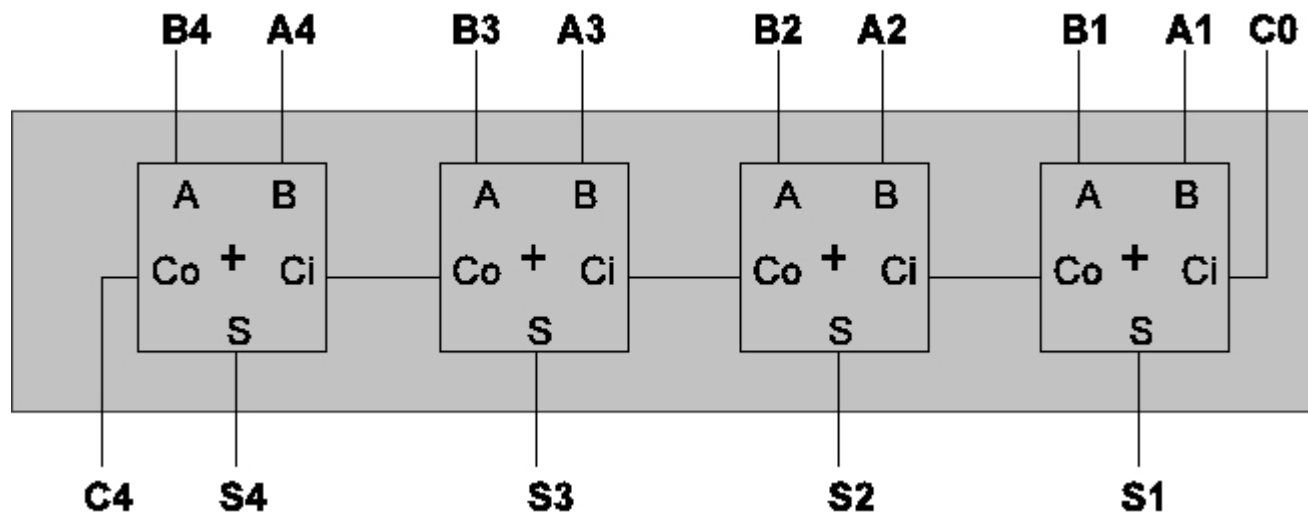 B4 A4 B3 A3 B2 A2 B1 A1 C0
A B A B A B A B
Co + Ci Co + Ci Co + Ci Co + Ci
S S S S
C4 S4 S3 S2 S1